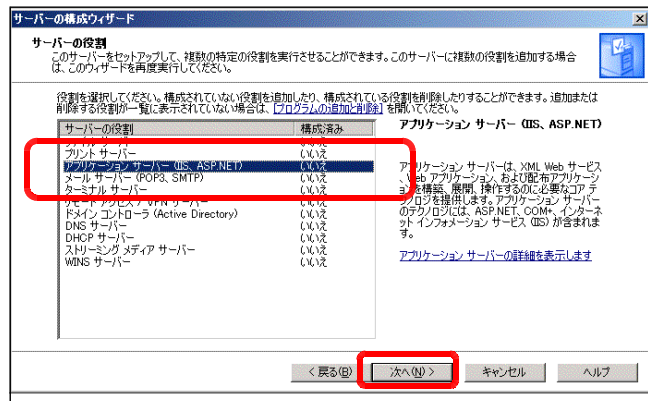 サーバーの構成ウィザード
サーバーの役割
このサーバーをセットアップして、複数の特定の役割を実行させることができます。このサーバーに複数の役割を追加する場合
は、このウィザードを再度実行してください。
役割を選択してください。構成されていない役割を追加したり、構成されている役割を削除したりすることができます。追加または
削除する役割が一覧に表示されていない場合は、[プログラムの追加と削除] を開いてください。
サーバーの役割 構成済み
プリント サーバー いいえ
アプリケーション サーバー (IIS、ASP.NET) いいえ
メール サーバー (POP3、SMTP) いいえ
ターミナル サーバー いいえ
リモート アクセス / VPN サーバー いいえ
ドメイン コントローラ (Active Directory) いいえ
DNS サーバー いいえ
DHCP サーバー いいえ
ストリーミング メディア サーバー いいえ
WINS サーバー いいえ
アプリケーション サーバー (IIS、ASP.NET)
アプリケーション サーバーは、XML Web サービス
、Web アプリケーション、および配布アプリケーシ
ョンを構築、展開、操作するのに必要なコア テ
クノロジを提供します。アプリケーション サーバー
のテクノロジには、ASP.NET、COM+、インターネ
ット インフォメーション サービス (IIS) が含まれま
す。
アプリケーション サーバーの詳細を表示します
< 戻る(B) 次へ(N) > キャンセル ヘルプ